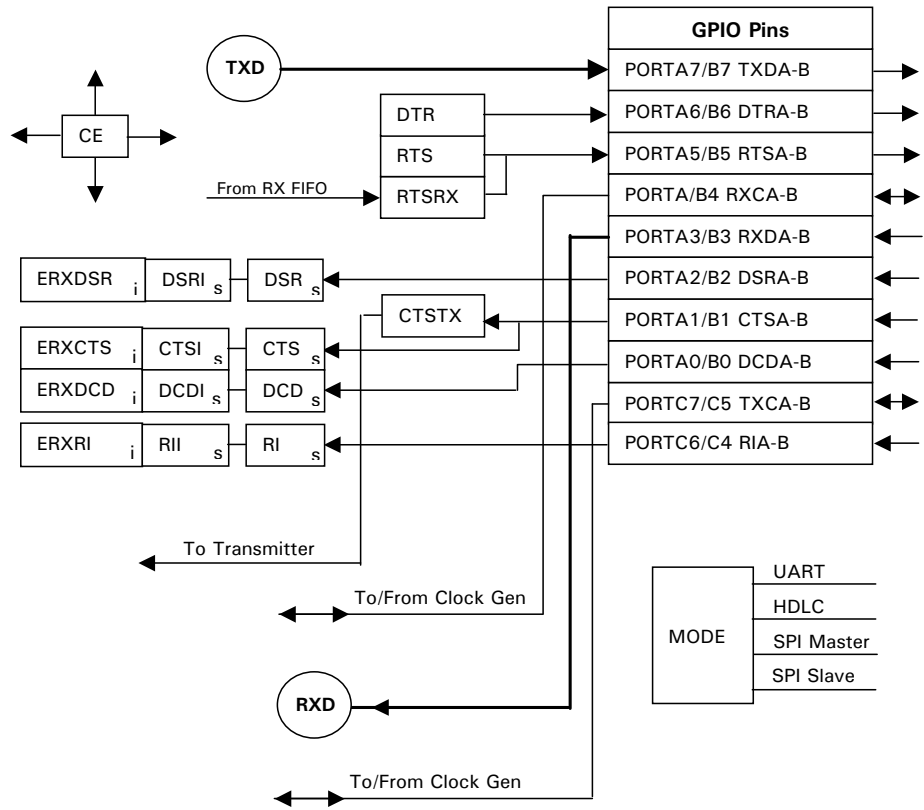 GPIO Pins
TXD
PORTA7/B7 TXDA-B
DTR
PORTA6/B6 DTRA-B
CE
RTS
PORTA5/B5 RTSA-B
From RX FIFO
RTSRX
PORTA/B4 RXCA-B
PORTA3/B3 RXDA-B
ERXDSR i
DSRI s
DSR s
PORTA2/B2 DSRA-B
CTSTX
PORTA1/B1 CTSA-B
ERXCTS i
CTSI s
CTS s
PORTA0/B0 DCDA-B
ERXDCD i
DCDI s
DCD s
PORTC7/C5 TXCA-B
ERXRI i
RII s
RI s
PORTC6/C4 RIA-B
To Transmitter
To/From Clock Gen
MODE
UART
HDLC
SPI Master
SPI Slave
RXD
To/From Clock Gen